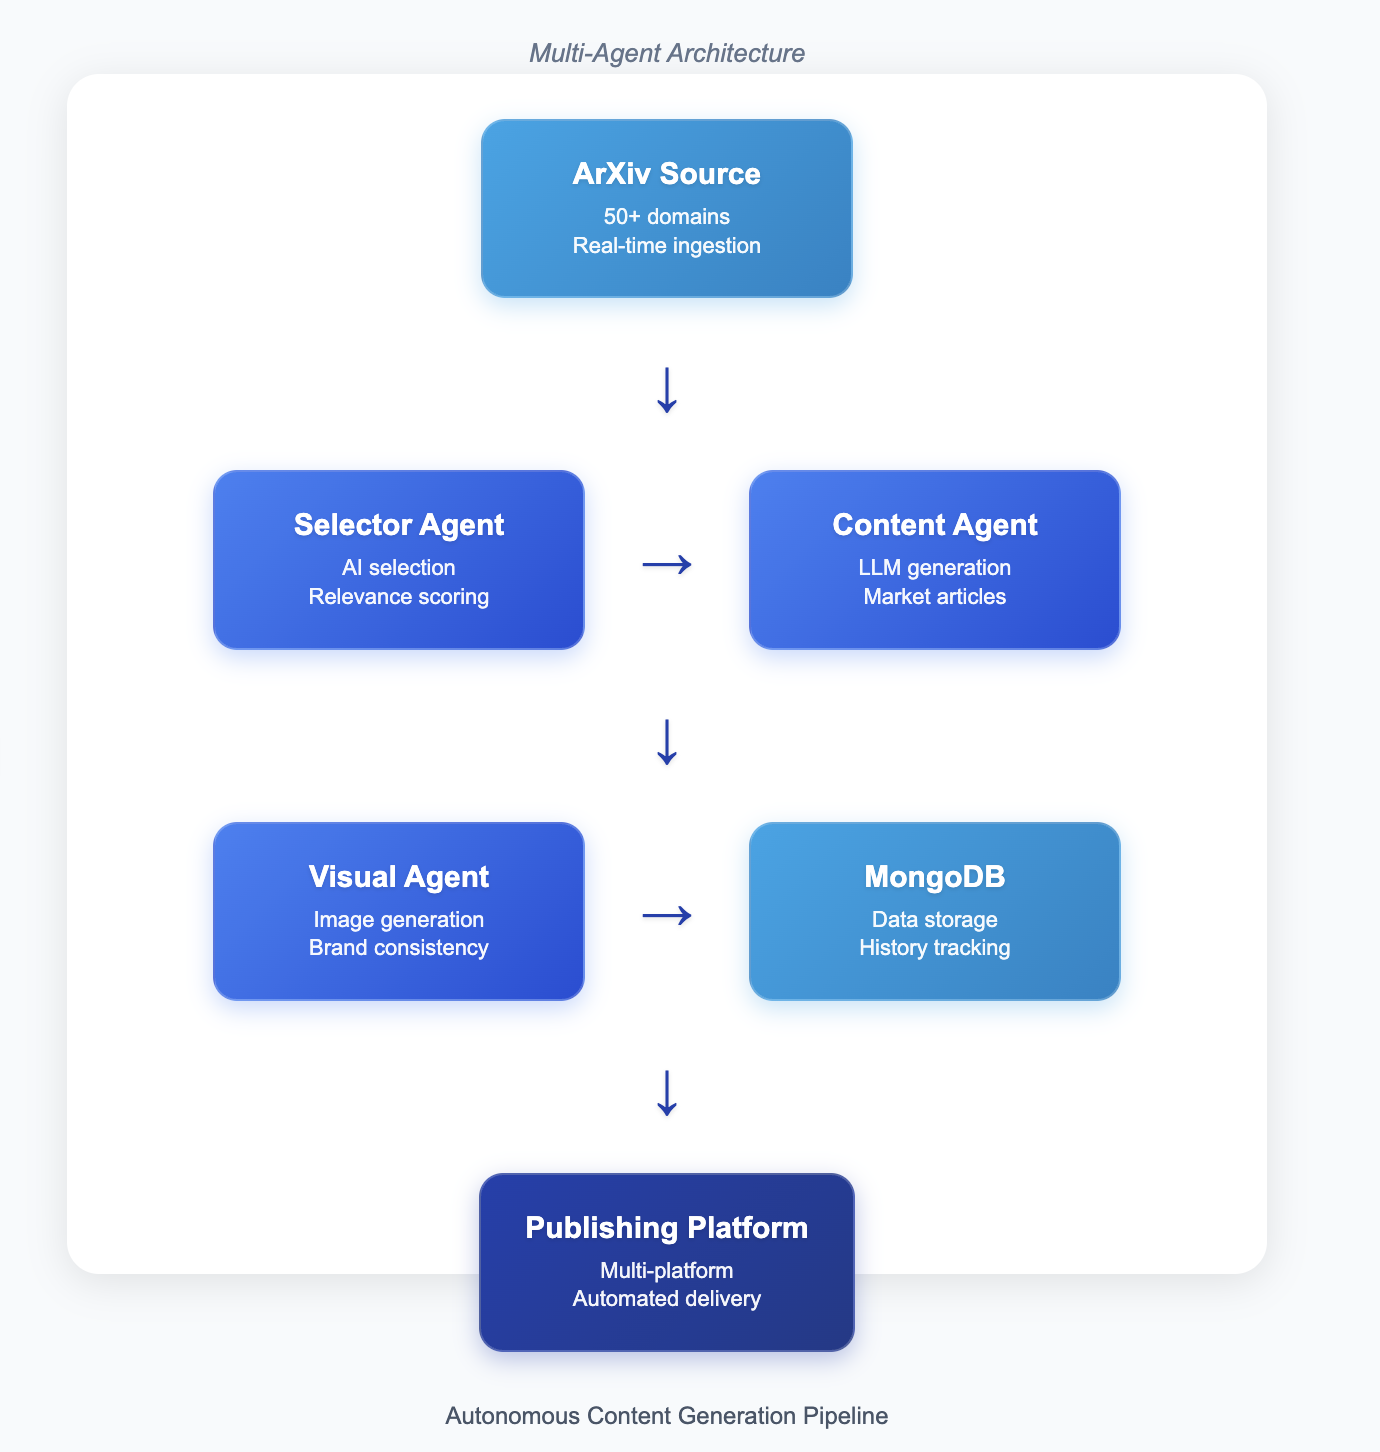 Multi-Agent Architecture
ArXiv Source
50+ domains
Real-time ingestion
Selector Agent
AI selection
Relevance scoring
Content Agent
LLM generation
Market articles
Visual Agent
Image generation
Brand consistency
MongoDB
Data storage
History tracking
Publishing Platform
Multi-platform
Automated delivery
Autonomous Content Generation Pipeline